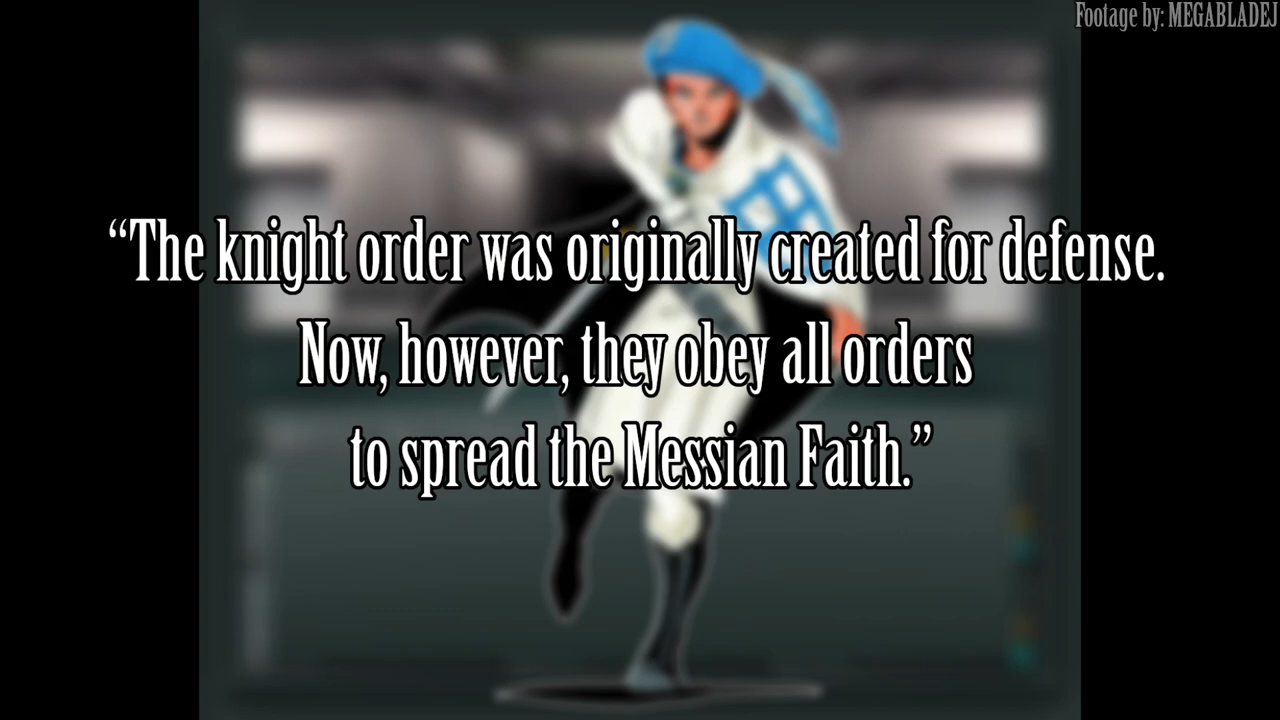 Footage by: MEGABLADEJ
“The knight order was originally created for defense.
Now, however, they obey all orders
to spread the Messian Faith.”